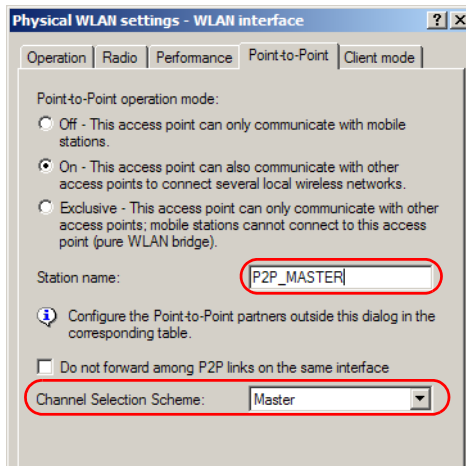 Physical WLAN settings - WLAN interface
Operation Radio Performance Point-to-Point Client mode
Point-to-Point operation mode:
Off - This access point can only communicate with mobile
stations.
On - This access point can also communicate with other
access points to connect several local wireless networks.
Exclusive - This access point can only communicate with other
access points; mobile stations cannot connect to this access
point (pure WLAN bridge).
Station name: P2P_MASTER
Configure the Point-to-Point partners outside this dialog in the
corresponding table.
Do not forward among P2P links on the same interface
Channel Selection Scheme: Master